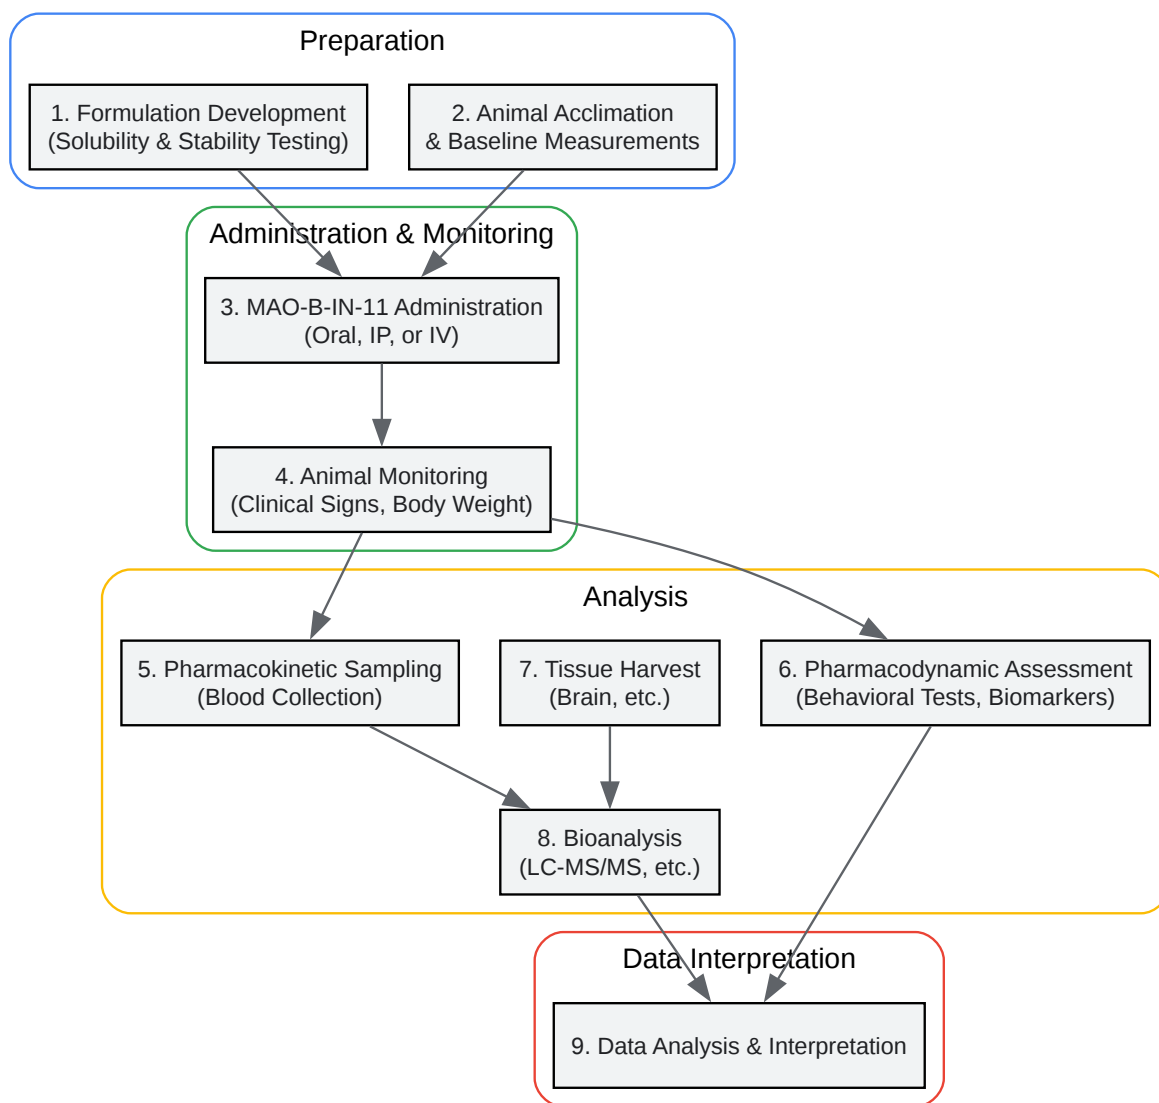 Preparation
1. Formulation Development
(Solubility & Stability Testing)
2. Animal Acclimation
& Baseline Measurements
Administration & Monitoring
3. MAO-B-IN-11 Administration
(Oral, IP, or IV)
4. Animal Monitoring
(Clinical Signs, Body Weight)
Analysis
5. Pharmacokinetic Sampling
(Blood Collection)
7. Tissue Harvest
(Brain, etc.)
6. Pharmacodynamic Assessment
(Behavioral Tests, Biomarkers)
8. Bioanalysis
(LC-MS/MS, etc.)
Data Interpretation
9. Data Analysis & Interpretation